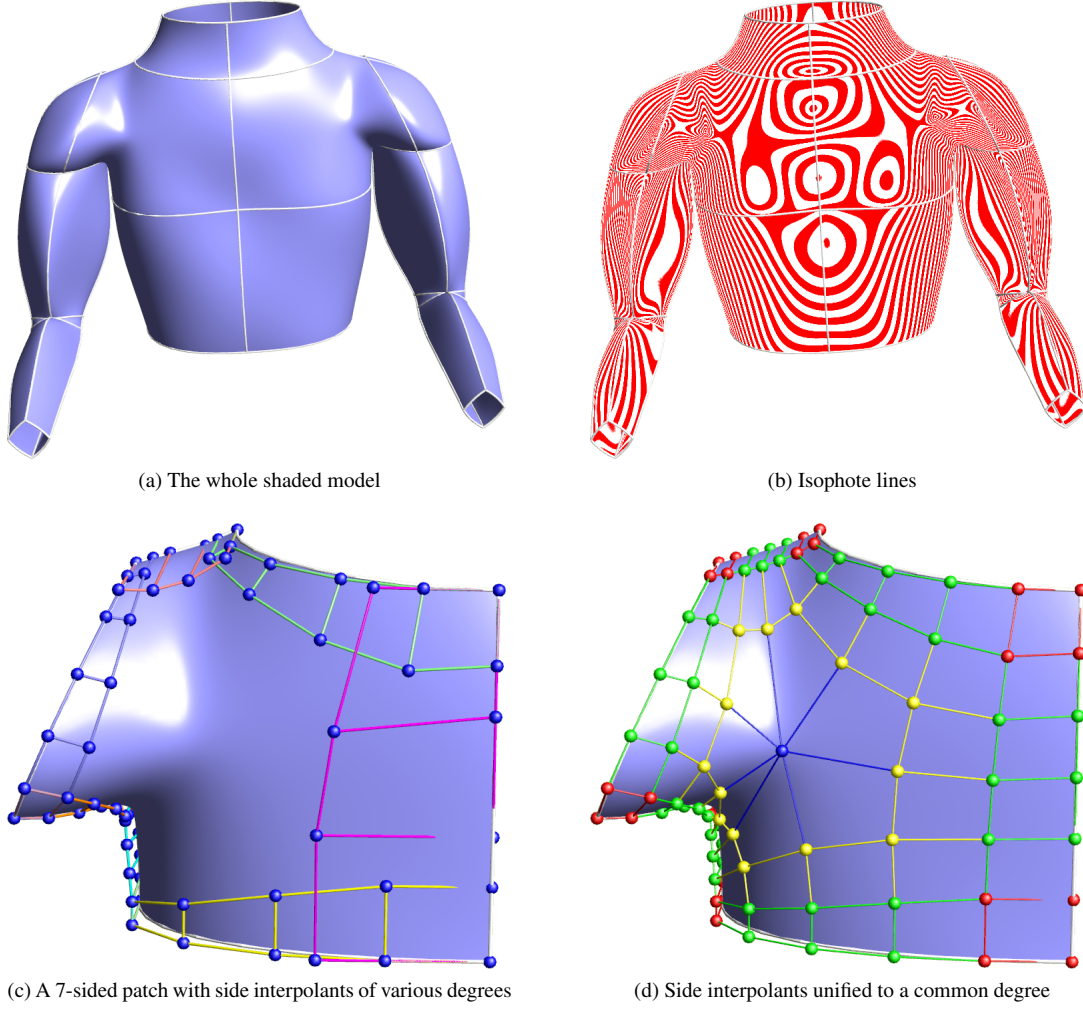 (a) The whole shaded model
(b) Isophote lines
(c) A 7-sided patch with side interpolants of various degrees
(d) Side interpolants unified to a common degree